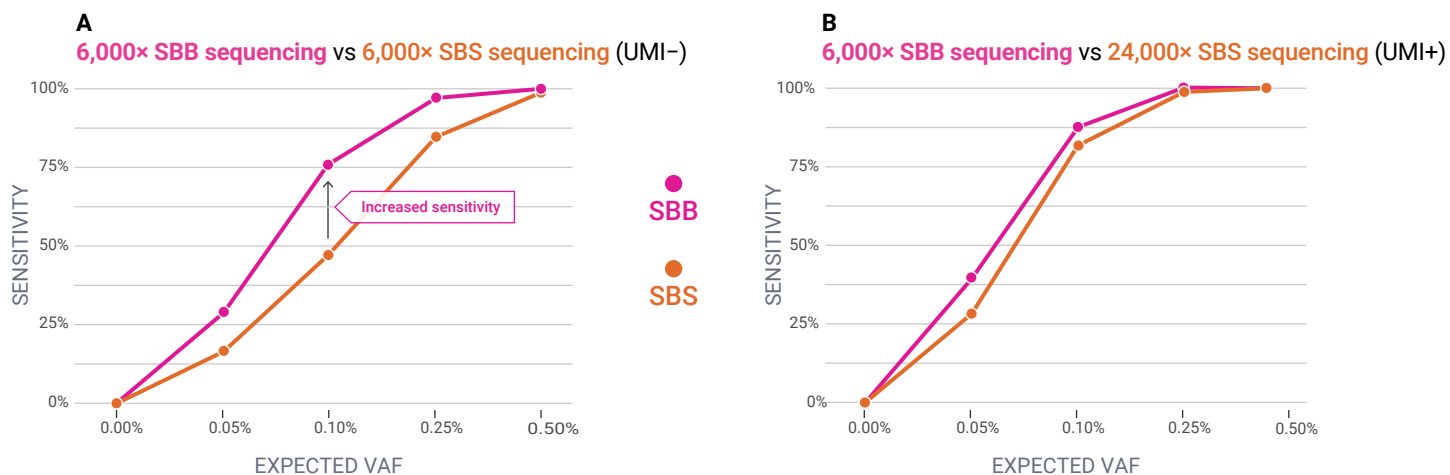 A
6,000× SBB sequencing vs 6,000× SBS sequencing (UMI−)
100%
75%
50%
25%
0%
SENSITIVITY
Increased sensitivity
0.00%
0.05%
0.10%
0.25%
0.50%
EXPECTED VAF
SBB
SBS
B
6,000× SBB sequencing vs 24,000× SBS sequencing (UMI+)
100%
75%
50%
25%
0%
SENSITIVITY
0.00%
0.05%
0.10%
0.25%
0.50%
EXPECTED VAF